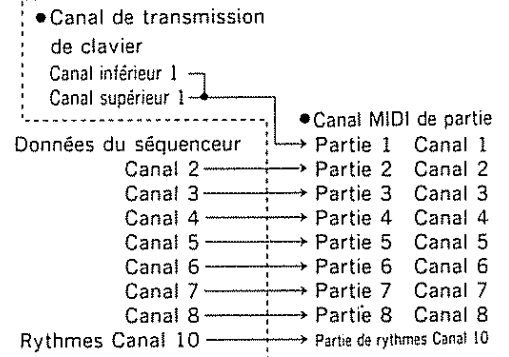 ●Canal de transmission
de clavier
Canal inférieur 1
Canal supérieur 1
●Canal MIDI de partie
Données du séquenceur
Partie 1 Canal 1
Canal 2 Partie 2 Canal 2
Canal 3 Partie 3 Canal 3
Canal 4 Partie 4 Canal 4
Canal 5 Partie 5 Canal 5
Canal 6 Partie 6 Canal 6
Canal 7 Partie 7 Canal 7
Canal 8 Partie 8 Canal 8
Rythmes Canal 10 Partie de rythmes Canal 10